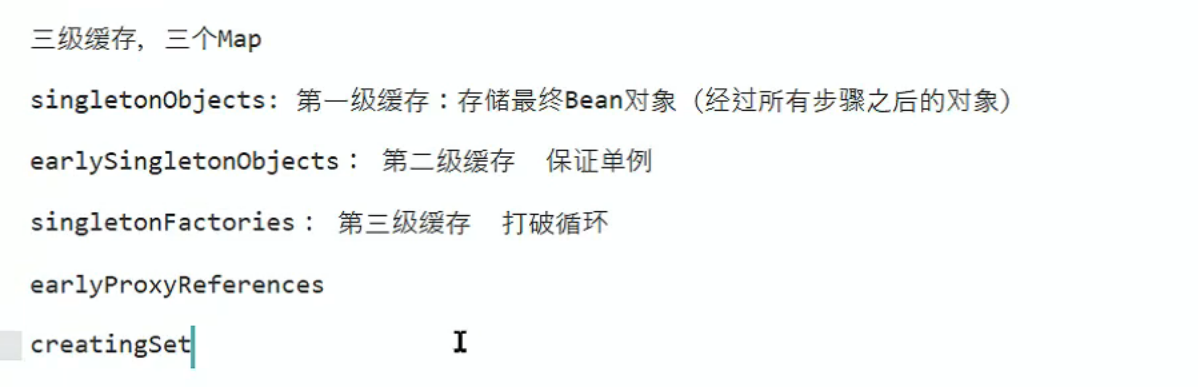 三级缓存，三个Map
singletonObjects: 第一级缓存：存储最终Bean对象（经过所有步骤之后的对象）
earlySingletonObjects： 第二级缓存  保证单例
singletonFactories： 第三级缓存  打破循环
earlyProxyReferences
creatingSet